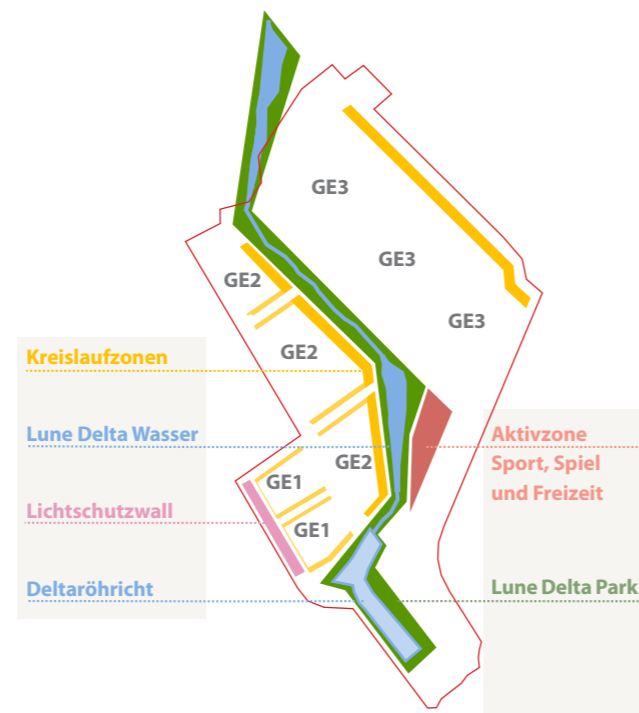 GE3
GE3
GE2
GE3
GE2
Kreislaufzonen
Lune Delta Wasser
Aktivzone
Sport, Spiel
und Freizeit
GE2
GE1
Lichtschutzwall
GE1
Deltaröhricht
Lune Delta Park